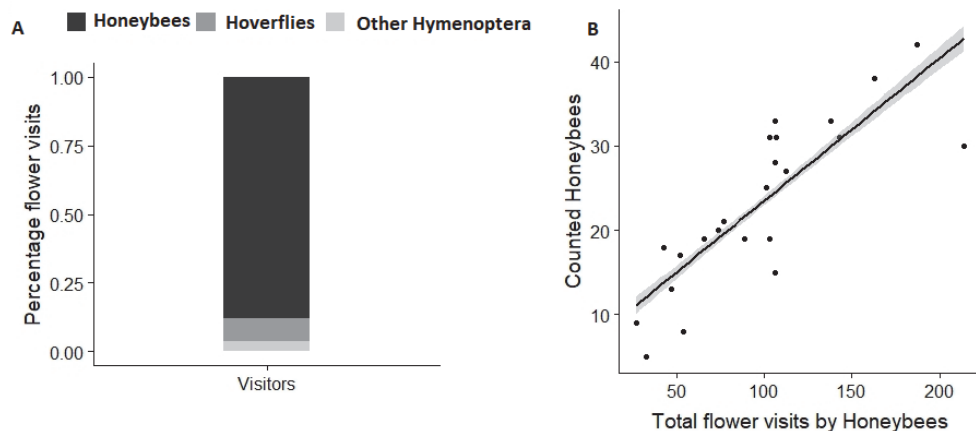 A Honeybees Hoverflies Other Hymenoptera
Percentage flower visits
1.00
0.75
0.50
0.25
0.00
Visitors
B
Counted Honeybees
40
30
20
10
50 100 150 200
Total flower visits by Honeybees